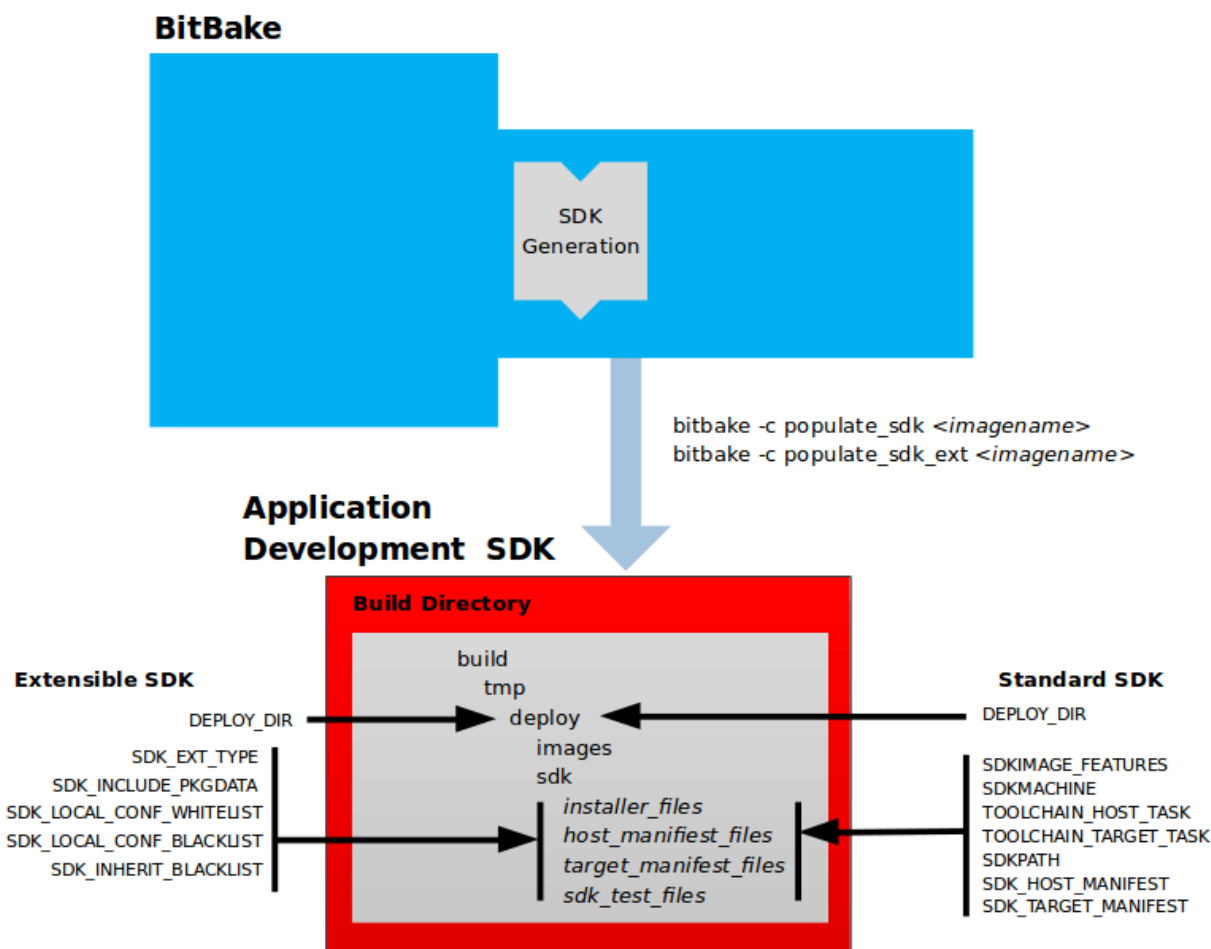 BitBake
SDK
Generation
bitbake -c populate_sdk <imagename>
bitbake -c populate_sdk_ext <imagename>
Application
Development SDK
Build Directory
build
tmp
deploy
images
sdk
installer_files
host_manifiest_files
target_manifest_files
sdk_test_files
Extensible SDK
DEPLOY_DIR
SDK_EXT_TYPE
SDK_INCLUDE_PKGDATA
SDK_LOCAL_CONF_WHITELIST
SDK_LOCAL_CONF_BLACKLIST
SDK_INHERIT_BLACKLIST
Standard SDK
DEPLOY_DIR
SDKIMAGE_FEATURES
SDKMACHINE
TOOLCHAIN_HOST_TASK
TOOLCHAIN_TARGET_TASK
SDKPATH
SDK_HOST_MANIFEST
SDK_TARGET_MANIFEST